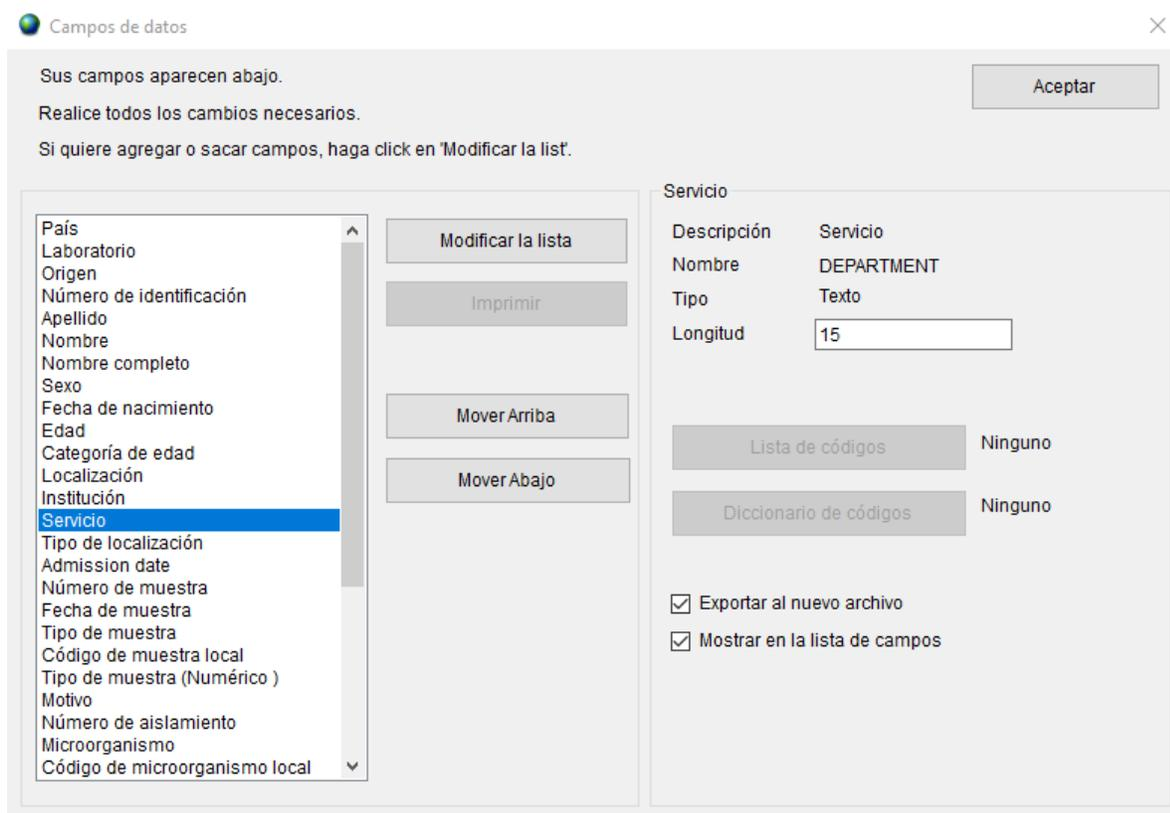 Campos de datos
Sus campos aparecen abajo.
Realice todos los cambios necesarios.
Si quiere agregar o sacar campos, haga click en 'Modificar la list'.
Aceptar
País
Laboratorio
Origen
Número de identificación
Apellido
Nombre
Nombre completo
Sexo
Fecha de nacimiento
Edad
Categoría de edad
Localización
Institución
Servicio
Tipo de localización
Admission date
Número de muestra
Fecha de muestra
Tipo de muestra
Código de muestra local
Tipo de muestra (Numérico )
Motivo
Número de aislamiento
Microorganismo
Código de microorganismo local
Modificar la lista
Imprimir
Mover Arriba
Mover Abajo
Servicio
Descripción Servicio
Nombre DEPARTMENT
Tipo Texto
Longitud 15
Lista de códigos Ninguno
Diccionario de códigos Ninguno
Exportar al nuevo archivo
Mostrar en la lista de campos